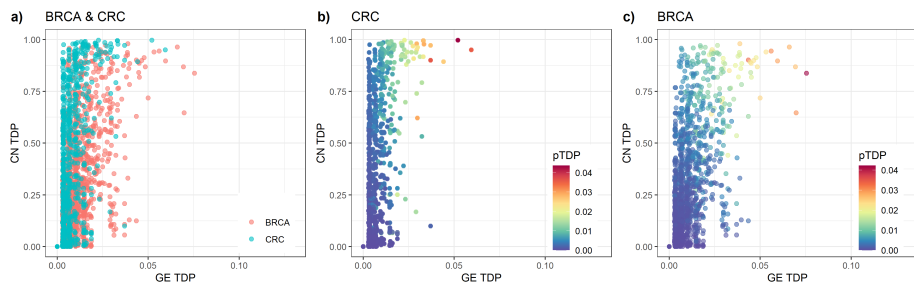 a) BRCA & CRC
CN TDP
1.00
0.75
0.50
0.25
0.00
0.00 0.05 0.10
GE TDP
BRCA
CRC
b) CRC
CN TDP
1.00
0.75
0.50
0.25
0.00
0.00 0.05 0.10
GE TDP
pTDP
0.04
0.03
0.02
0.01
0.00
c) BRCA
CN TDP
1.00
0.75
0.50
0.25
0.00
0.00 0.05 0.10
GE TDP
pTDP
0.04
0.03
0.02
0.01
0.00